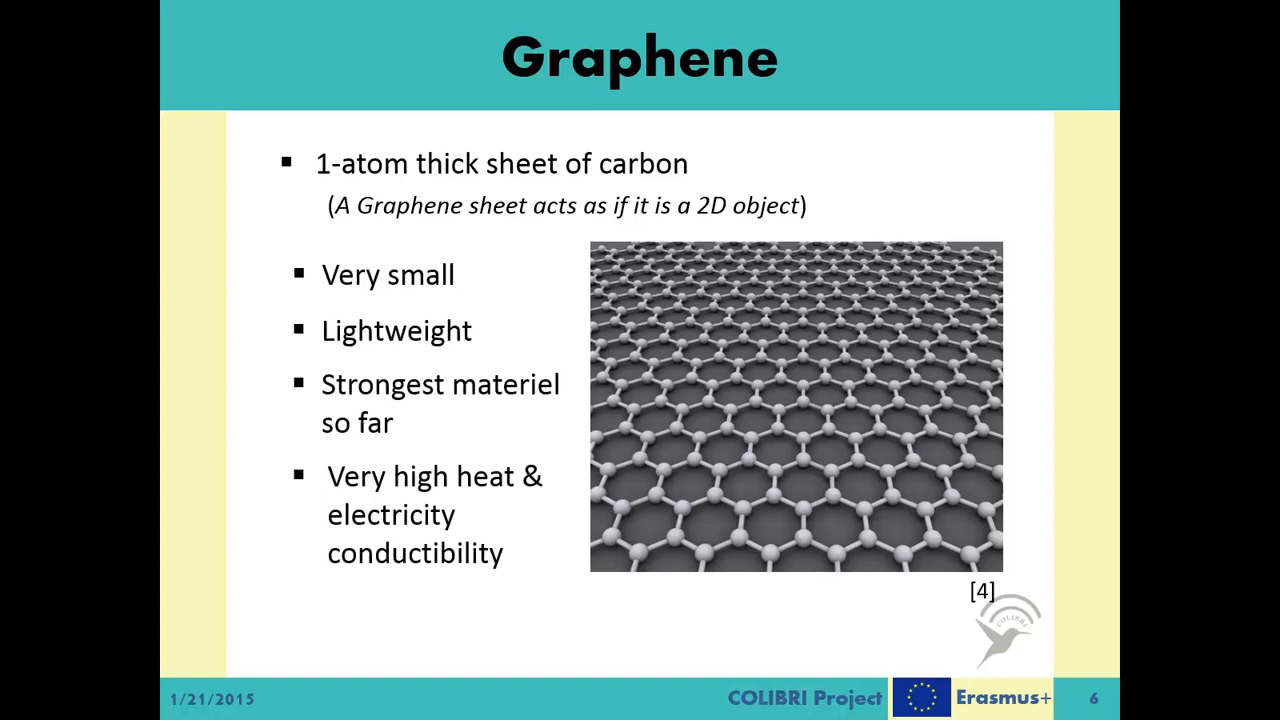 Graphene
▪ 1-atom thick sheet of carbon
(A Graphene sheet acts as if it is a 2D object)
▪ Very small
▪ Lightweight
▪ Strongest materiel
so far
▪ Very high heat &
electricity
conductibility
[4]
COLIBRI
1/21/2015
COLIBRI Project
Erasmus+
6